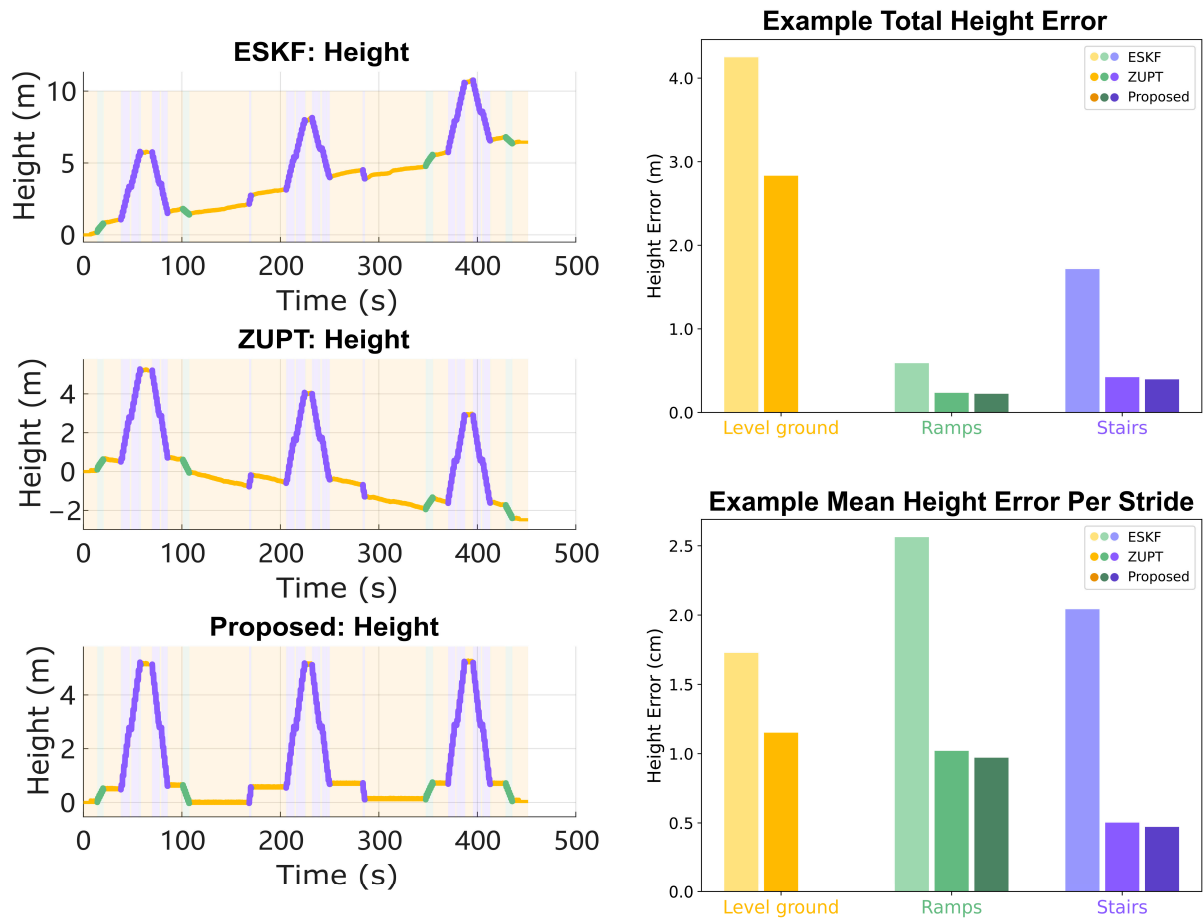 ESKF: Height
Height (m)
10
5
0
0 100 200 300 400 500
Time (s)
ZUPT: Height
Height (m)
4
2
0
−2
0 100 200 300 400 500
Time (s)
Proposed: Height
Height (m)
4
2
0
0 100 200 300 400 500
Time (s)
Example Total Height Error
ESKF
ZUPT
Proposed
Height Error (m)
4.0
3.0
2.0
1.0
0.0
Level ground Ramps Stairs
Example Mean Height Error Per Stride
ESKF
ZUPT
Proposed
Height Error (cm)
2.5
2.0
1.5
1.0
0.5
0.0
Level ground Ramps Stairs